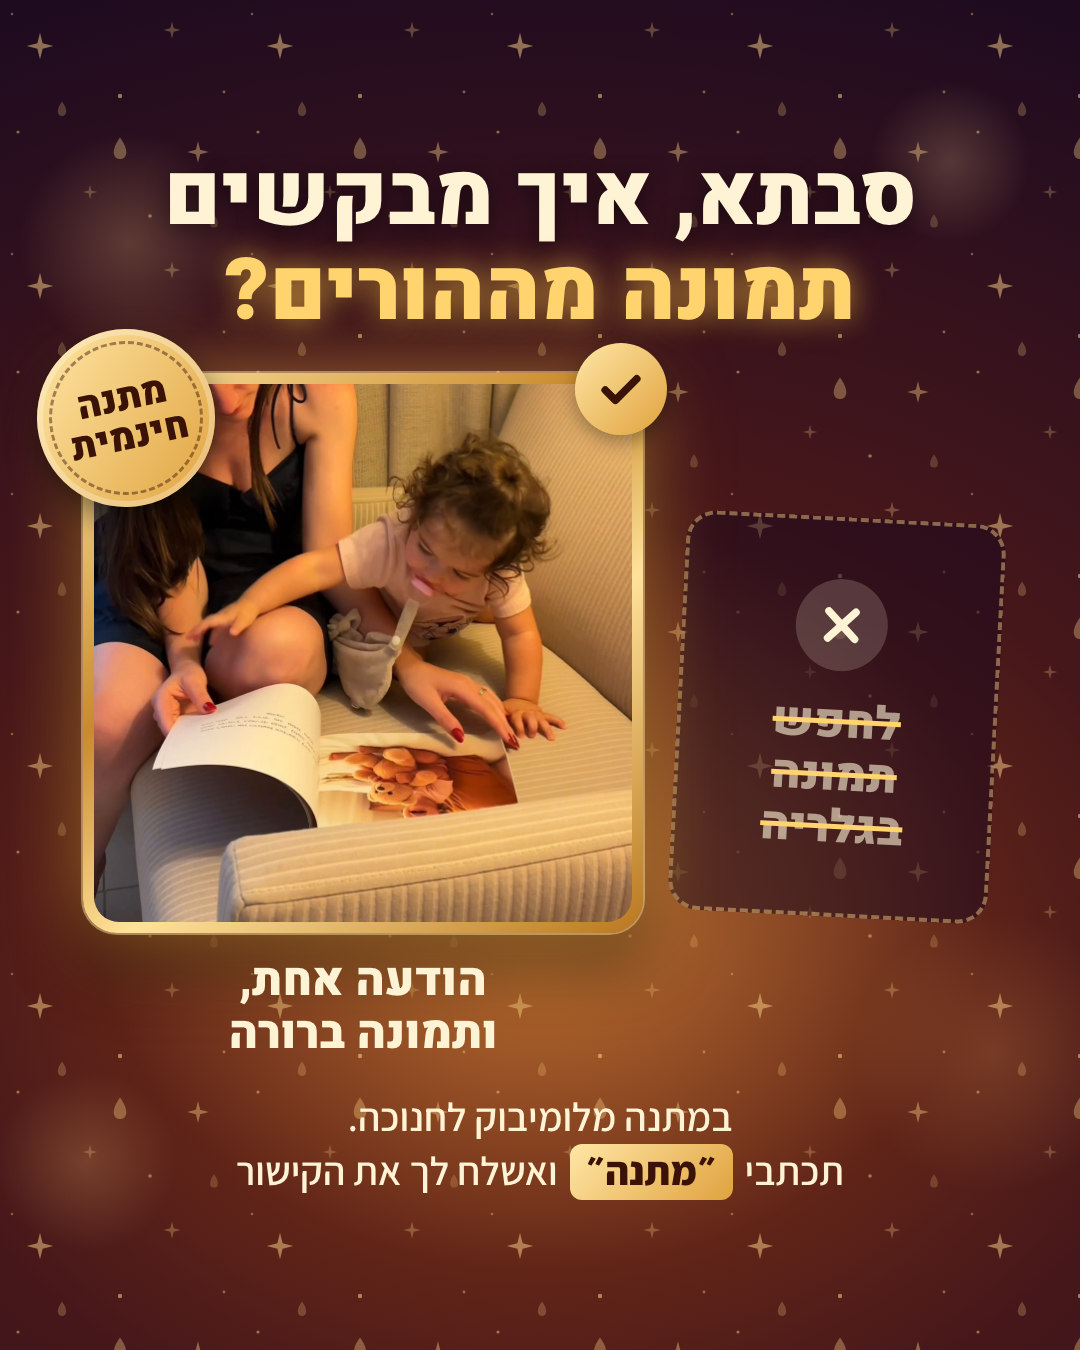 סבתא, איך מבקשים
תמונה מההורים?
מתנה
חינמית
לחפש
תמונה
בגלריה
הודעה אחת,
ותמונה ברורה
במתנה מלומיבוק לחנוכה.
תכתבי ״מתנה״ ואשלח לך את הקישור